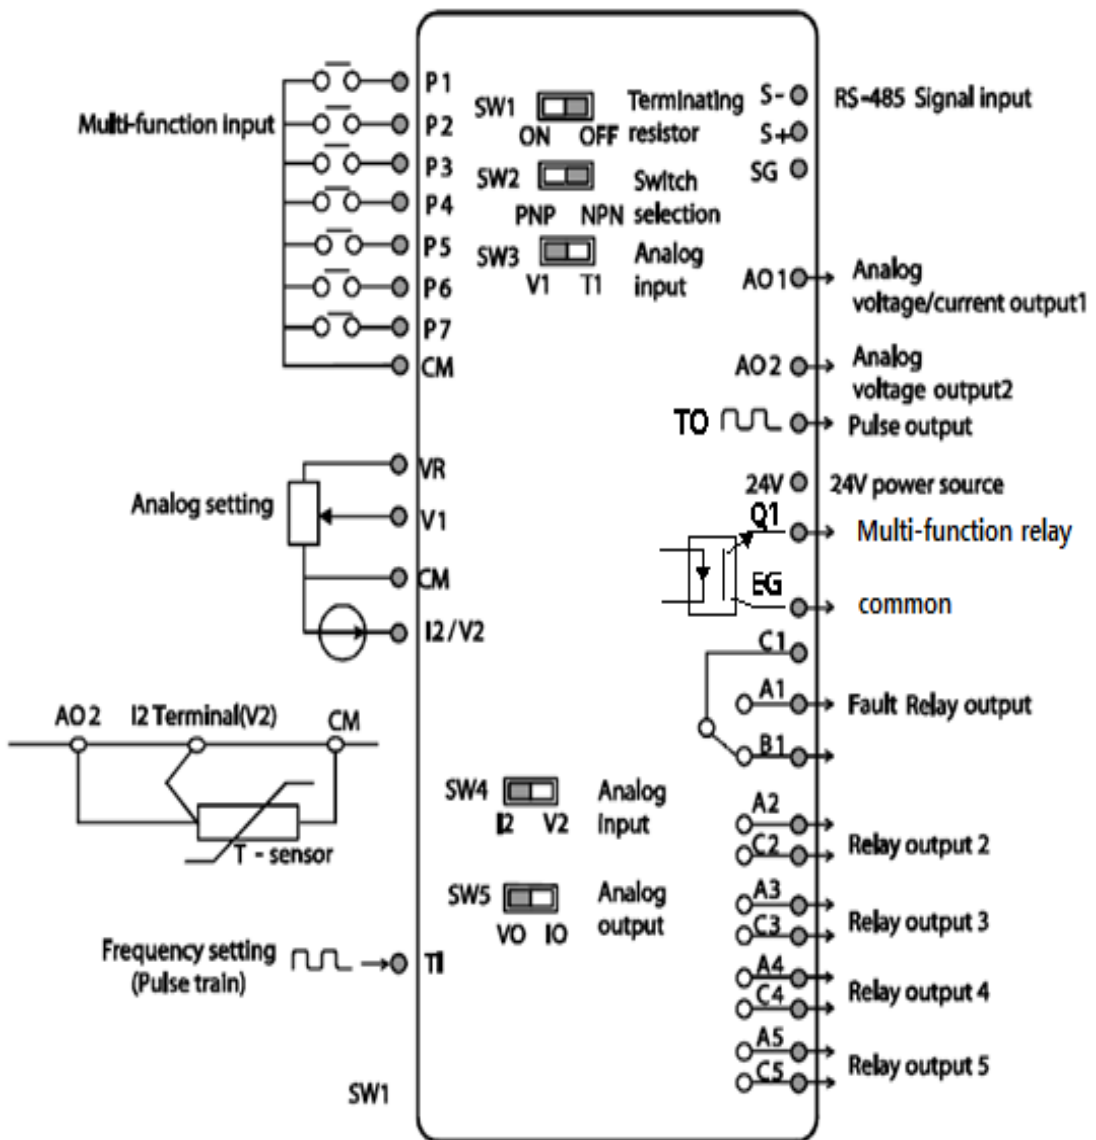 Multi-function input
P1
P2
P3
P4
P5
P6
P7
CM
Analog setting
VR
V1
CM
I2/V2
AO2 I2 Terminal(V2) CM
T - sensor
Frequency setting
(Pulse train)
TI
SW1
SW1 Terminating
ON OFF resistor
SW2 Switch
PNP NPN selection
SW3 Analog
V1 T1 input
SW4 Analog
I2 V2 Input
SW5 Analog
VO IO output
S- RS-485 Signal input
S+
SG
AO1 Analog
voltage/current output1
AO2 Analog
voltage output2
TO Pulse output
24V 24V power source
Q1 Multi-function relay
EG common
C1
A1 Fault Relay output
B1
A2
C2 Relay output 2
A3
C3 Relay output 3
A4
C4 Relay output 4
A5
C5 Relay output 5